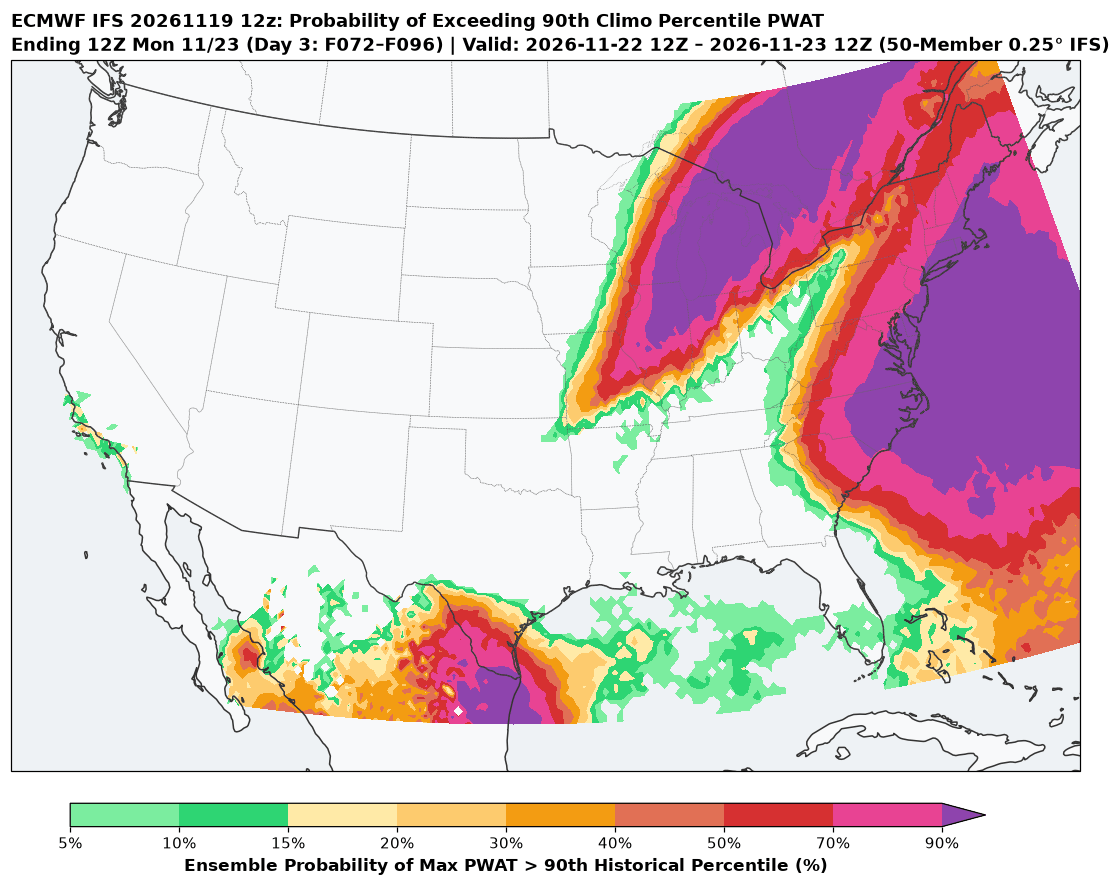 ECMWF IFS 20261119 12z: Probability of Exceeding 90th Climo Percentile PWAT
Ending 12Z Mon 11/23 (Day 3: F072–F096) | Valid: 2026-11-22 12Z – 2026-11-23 12Z (50-Member 0.25° IFS)
5% 10% 15% 20% 30% 40% 50% 70% 90%
Ensemble Probability of Max PWAT > 90th Historical Percentile (%)